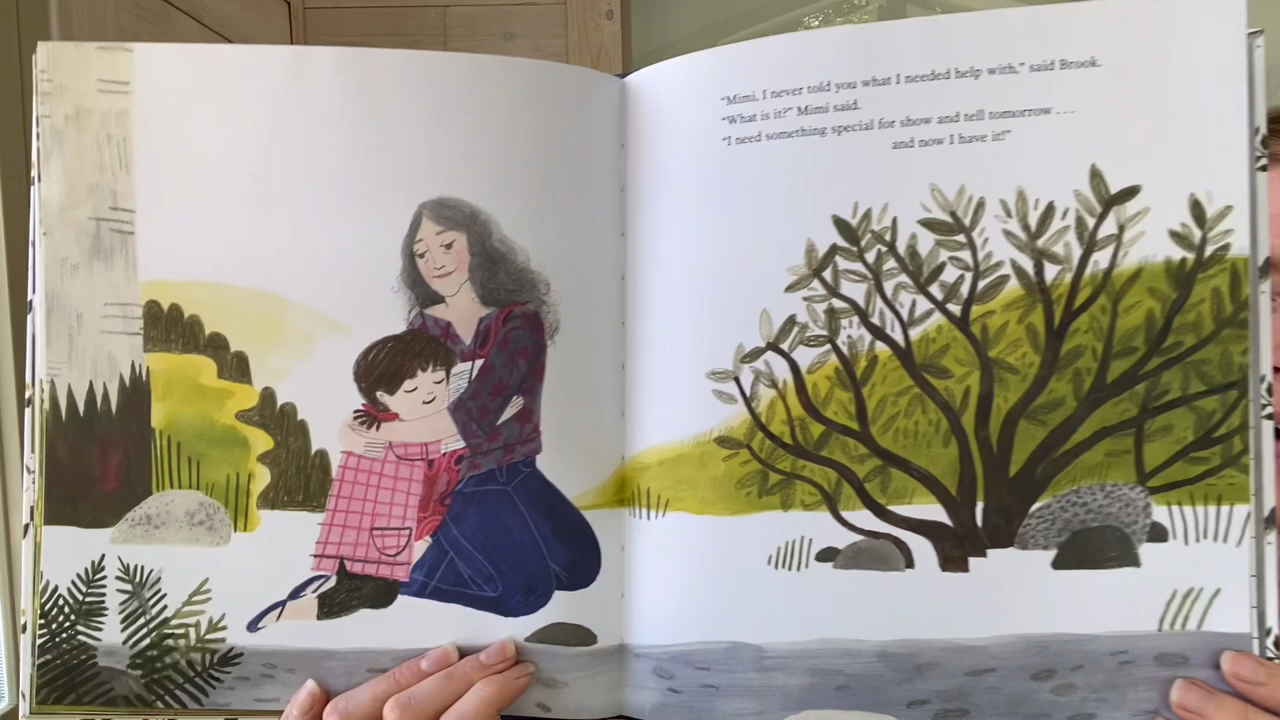 “Mimi, I never told you what I needed help with,” said Brook.
“What is it?” Mimi said.
“I need something special for show and tell tomorrow . . .
and now I have it!”